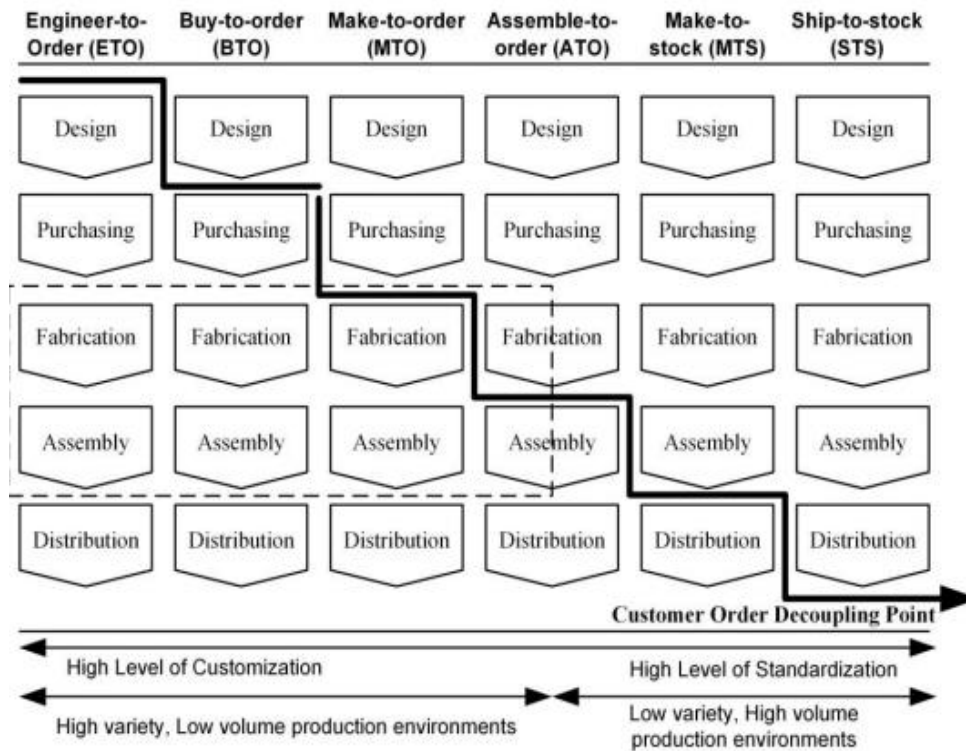 Engineer-to-
Order (ETO)
Buy-to-order
(BTO)
Make-to-order
(MTO)
Assemble-to-
order (ATO)
Make-to-
stock (MTS)
Ship-to-stock
(STS)
Design
Design
Design
Design
Design
Design
Purchasing
Purchasing
Purchasing
Purchasing
Purchasing
Purchasing
Fabrication
Fabrication
Fabrication
Fabrication
Fabrication
Fabrication
Assembly
Assembly
Assembly
Assembly
Assembly
Assembly
Distribution
Distribution
Distribution
Distribution
Distribution
Distribution
Customer Order Decoupling Point
High Level of Customization
High Level of Standardization
High variety, Low volume production environments
Low variety, High volume
production environments